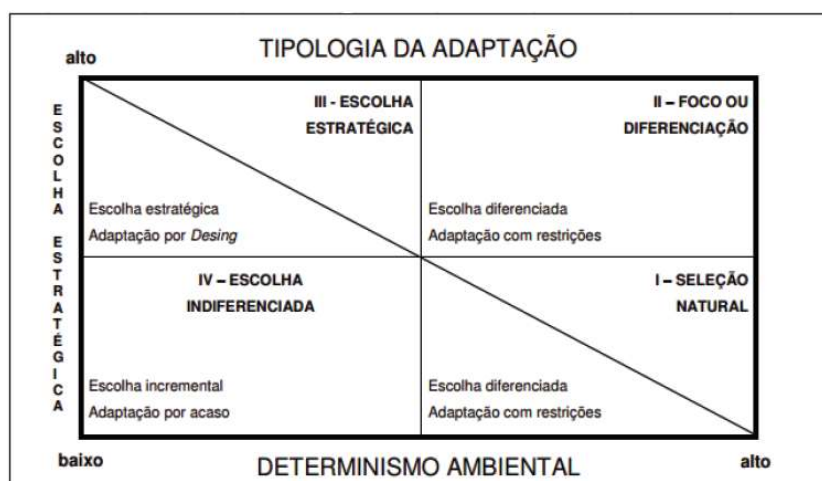 TIPOLOGIA DA ADAPTAÇÃO
alto
ESCOLHA ESTRATÉGICA
III - ESCOLHA
ESTRATÉGICA
Escolha estratégica
Adaptação por Desing
II – FOCO OU
DIFERENCIAÇÃO
Escolha diferenciada
Adaptação com restrições
IV – ESCOLHA
INDIFERENCIADA
Escolha incremental
Adaptação por acaso
I – SELEÇÃO
NATURAL
Escolha diferenciada
Adaptação com restrições
baixo
DETERMINISMO AMBIENTAL
alto